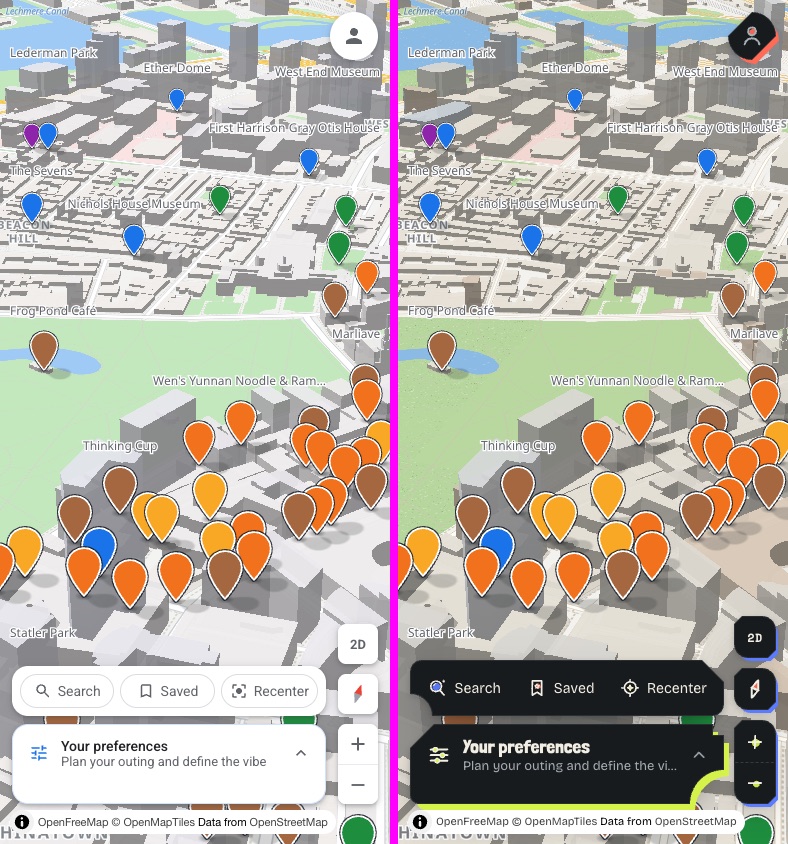 Lechmere Canal
Lederman Park
Ether Dome
West End Museum
First Harrison Gray Otis House
WES
The Sevens
Nichols House Museum
BEACON
HILL
Frog Pond Café
Marliave
Wen's Yunnan Noodle & Ram...
Thinking Cup
Statler Park
2D
Search
Saved
Recenter
Your preferences
Plan your outing and define the vibe
OpenFreeMap © OpenMapTiles Data from OpenStreetMap
HINATOWN
Lechmere Canal
Lederman Park
Ether Dome
West End Museum
First Harrison Gray Otis House
WES
The Sevens
Nichols House Museum
BEACON
HILL
Frog Pond Café
Marliave
Wen's Yunnan Noodle & Ram...
Thinking Cup
Statler Park
2D
Search
Saved
Recenter
Your preferences
Plan your outing and define the vi...
OpenFreeMap © OpenMapTiles Data from OpenStreetMap
HINATOWN